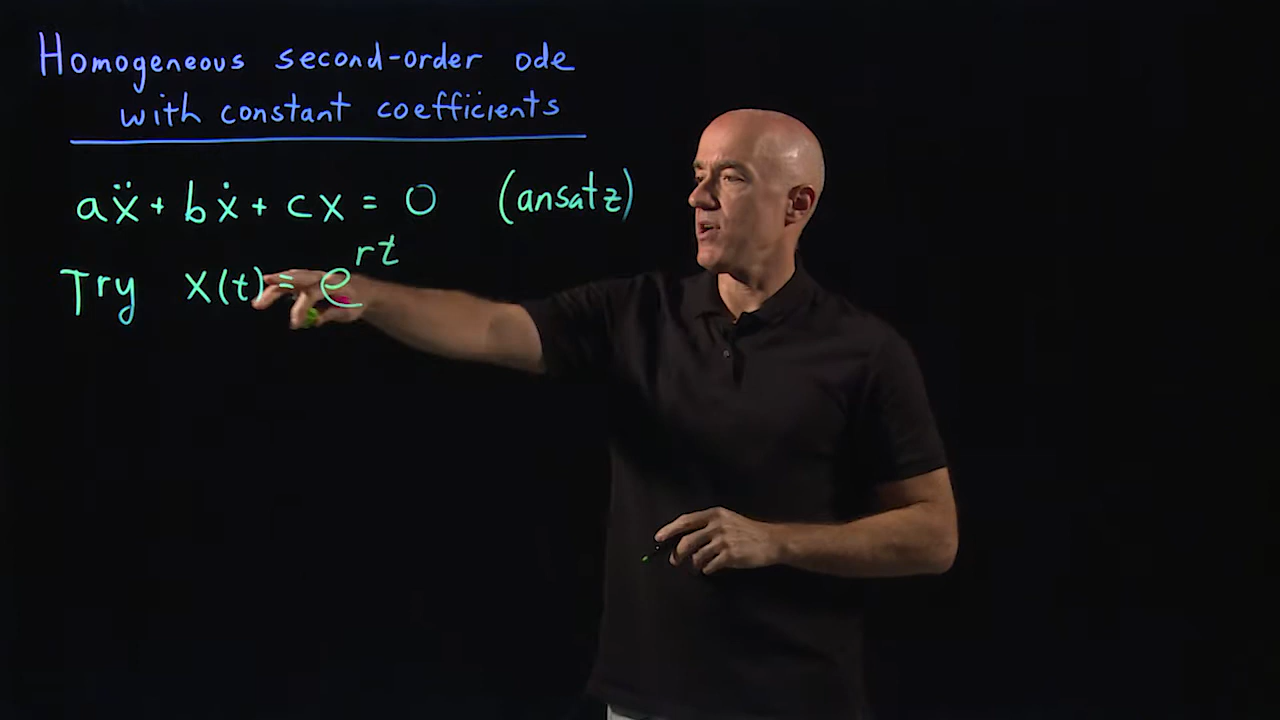 Homogeneous second-order ode
with constant coefficients
aẍ + bẋ + cx = 0 (ansatz)
Try x(t) = e^{rt}